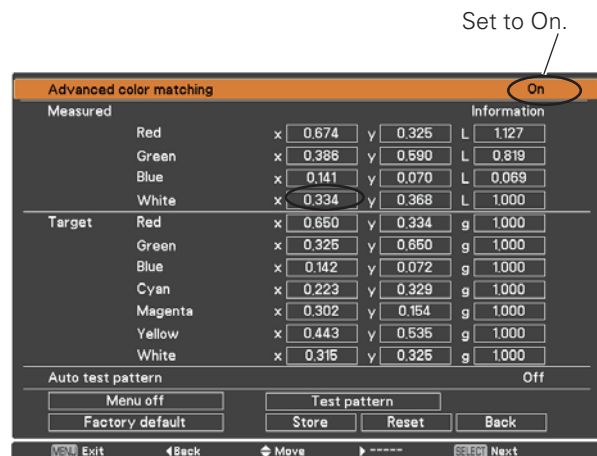 Set to On.
Advanced color matching On
Measured Information
Red x 0.674 y 0.325 L 1.127
Green x 0.386 y 0.590 L 0.819
Blue x 0.141 y 0.070 L 0.069
White x 0.334 y 0.368 L 1.000
Target Red x 0.650 y 0.334 g 1.000
Green x 0.325 y 0.650 g 1.000
Blue x 0.142 y 0.072 g 1.000
Cyan x 0.223 y 0.329 g 1.000
Magenta x 0.302 y 0.154 g 1.000
Yellow x 0.443 y 0.535 g 1.000
White x 0.315 y 0.325 g 1.000
Auto test pattern Off
Menu off Test pattern
Factory default Store Reset Back
MENU Exit ◀Back Move ▶----- SELECT Next